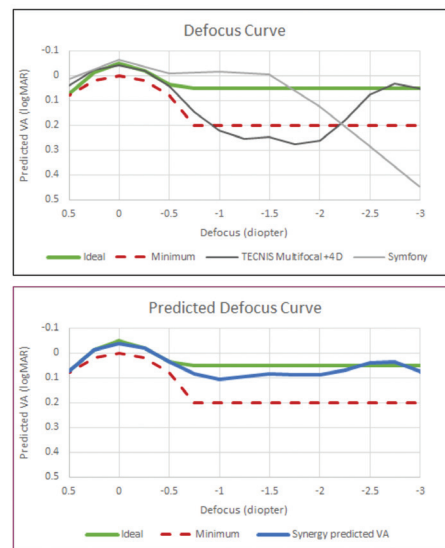 Defocus Curve
-0.1
0
0.1
0.2
0.3
0.4
0.5
Predicted VA (logMAR)
0.5 0 -0.5 -1 -1.5 -2 -2.5 -3
Defocus (diopter)
Ideal Minimum TECNIS Multifocal +4D Symfony
Predicted Defocus Curve
-0.1
0
0.1
0.2
0.3
0.4
0.5
Predicted VA (logMAR)
0.5 0 -0.5 -1 -1.5 -2 -2.5 -3
Defocus (diopter)
Ideal Minimum Synergy predicted VA